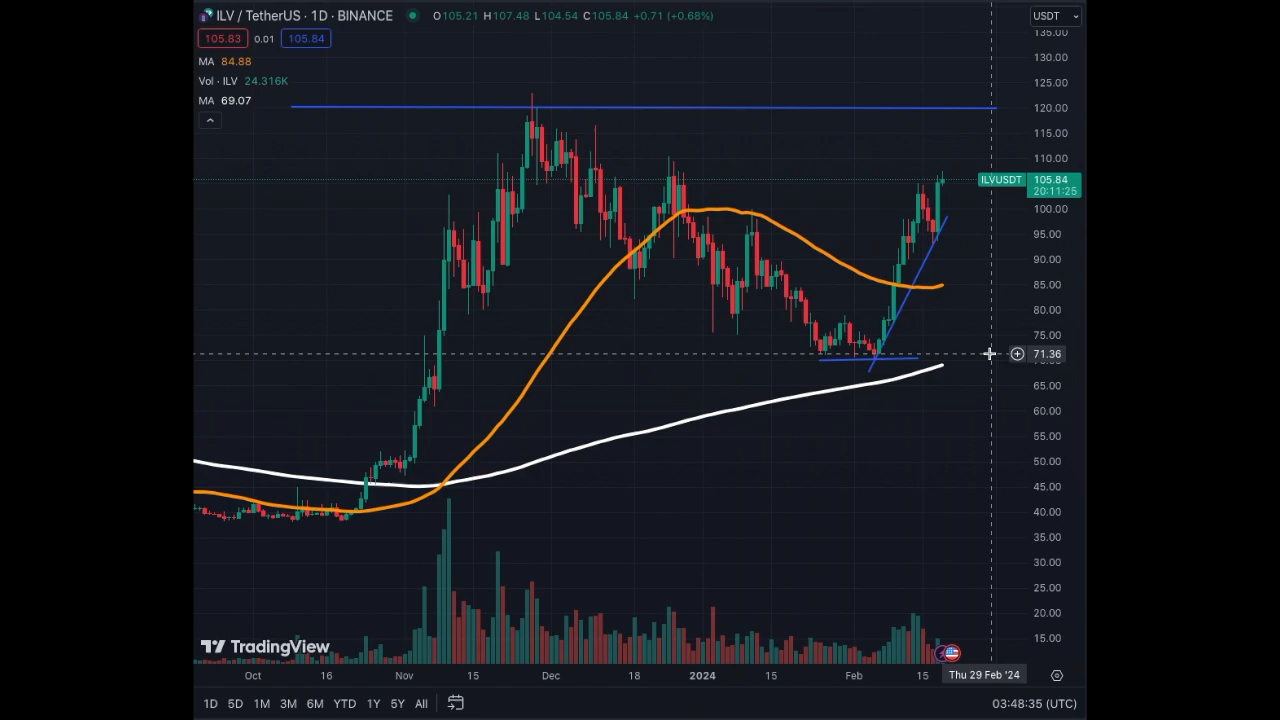 ILV / TetherUS · 1D · BINANCE O105.21 H107.48 L104.54 C105.84 +0.71 (+0.68%)
USDT
105.83 0.01 105.84
MA 84.88
Vol · ILV 24.316K
MA 69.07
135.00
130.00
125.00
120.00
115.00
110.00
ILVUSDT 105.84
20:11:25
100.00
95.00
90.00
85.00
80.00
75.00
71.36
65.00
60.00
55.00
50.00
45.00
40.00
35.00
30.00
25.00
20.00
15.00
TradingView
Oct 16 Nov 15 Dec 18 2024 15 Feb 15 Thu 29 Feb '24
1D 5D 1M 3M 6M YTD 1Y 5Y All 03:48:35 (UTC)